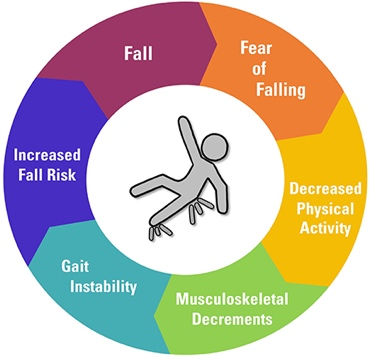 Fall
Fear
of
Falling
Decreased
Physical
Activity
Musculoskeletal
Decrements
Gait
Instability
Increased
Fall Risk